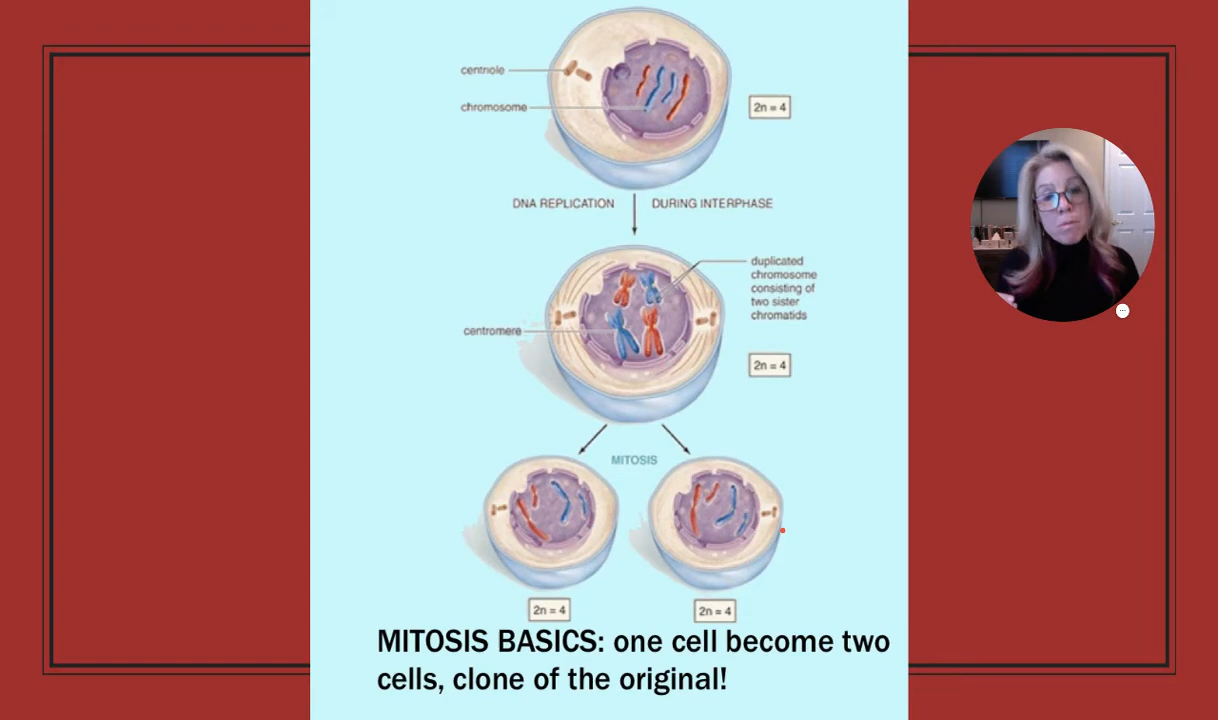 centriole
chromosome
2n = 4
DNA REPLICATION
DURING INTERPHASE
duplicated
chromosome
consisting of
two sister
chromatids
centromere
2n = 4
MITOSIS
2n = 4
2n = 4
MITOSIS BASICS: one cell become two
cells, clone of the original!